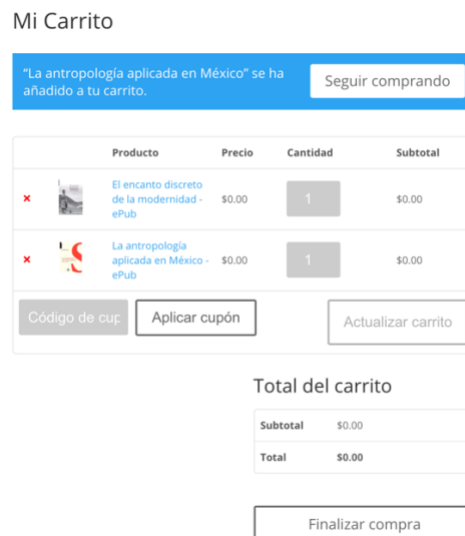 Mi Carrito
“La antropología aplicada en México” se ha
añadido a tu carrito.
Seguir comprando
Producto Precio Cantidad Subtotal
× El encanto discreto
de la modernidad - $0.00 1 $0.00
ePub
× La antropología
aplicada en México - $0.00 1 $0.00
ePub
Código de cup Aplicar cupón Actualizar carrito
Total del carrito
Subtotal $0.00
Total $0.00
Finalizar compra